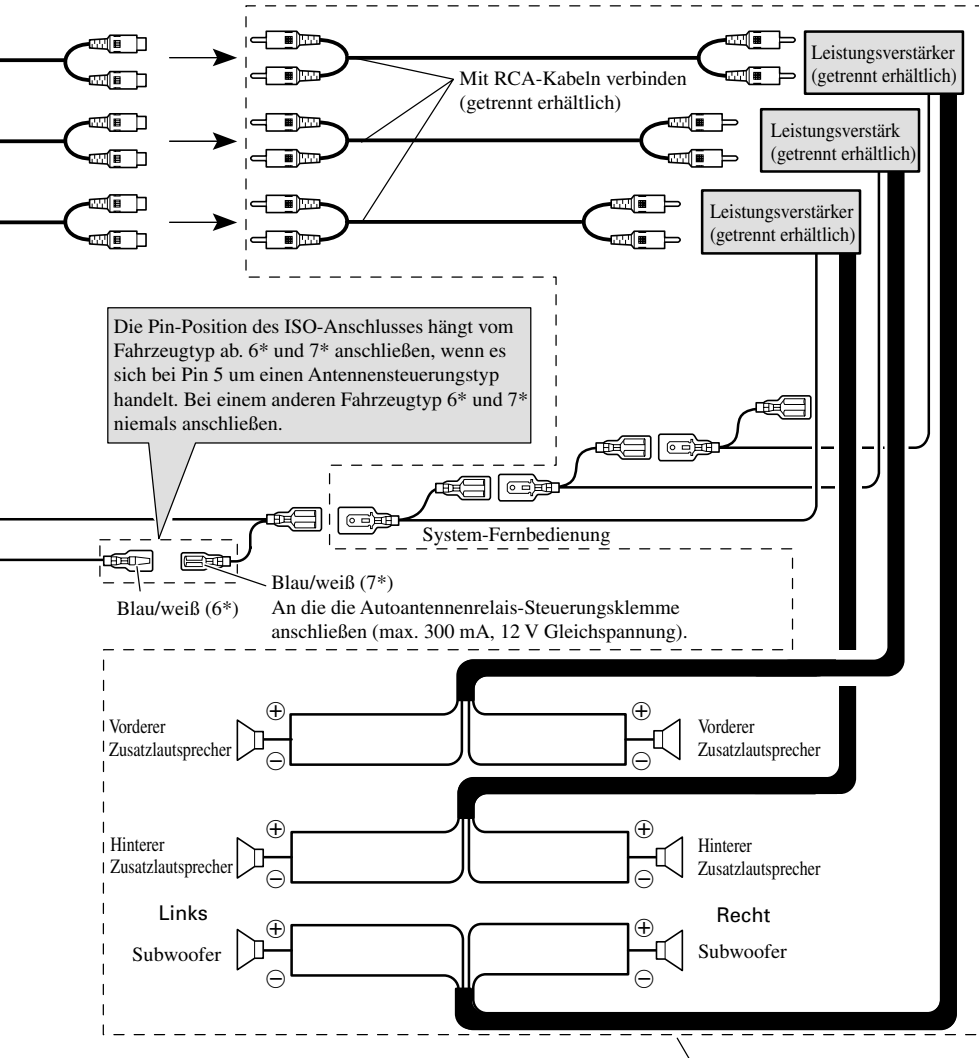 Leistungsverstärker
(getrennt erhältlich)
Mit RCA-Kabeln verbinden
(getrennt erhältlich)
Leistungsverstärk
(getrennt erhältlich)
Leistungsverstärker
(getrennt erhältlich)
Die Pin-Position des ISO-Anschlusses hängt vom
Fahrzeugtyp ab. 6* und 7* anschließen, wenn es
sich bei Pin 5 um einen Antennensteuerungstyp
handelt. Bei einem anderen Fahrzeugtyp 6* und 7*
niemals anschließen.
System-Fernbedienung
Blau/weiß (6*)
Blau/weiß (7*)
An die die Autoantennenrelais-Steuerungsklemme
anschließen (max. 300 mA, 12 V Gleichspannung).
+
+
Vorderer
Zusatzlautsprecher
Vorderer
Zusatzlautsprecher
−
−
+
+
Hinterer
Zusatzlautsprecher
Hinterer
Zusatzlautsprecher
−
−
Links
Recht
+
+
Subwoofer
Subwoofer
−
−